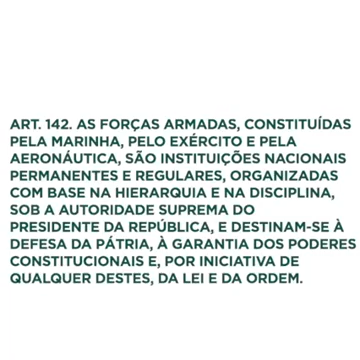 ART. 142. AS FORÇAS ARMADAS, CONSTITUÍDAS
PELA MARINHA, PELO EXÉRCITO E PELA
AERONÁUTICA, SÃO INSTITUIÇÕES NACIONAIS
PERMANENTES E REGULARES, ORGANIZADAS
COM BASE NA HIERARQUIA E NA DISCIPLINA,
SOB A AUTORIDADE SUPREMA DO
PRESIDENTE DA REPÚBLICA, E DESTINAM-SE À
DEFESA DA PÁTRIA, À GARANTIA DOS PODERES
CONSTITUCIONAIS E, POR INICIATIVA DE
QUALQUER DESTES, DA LEI E DA ORDEM.